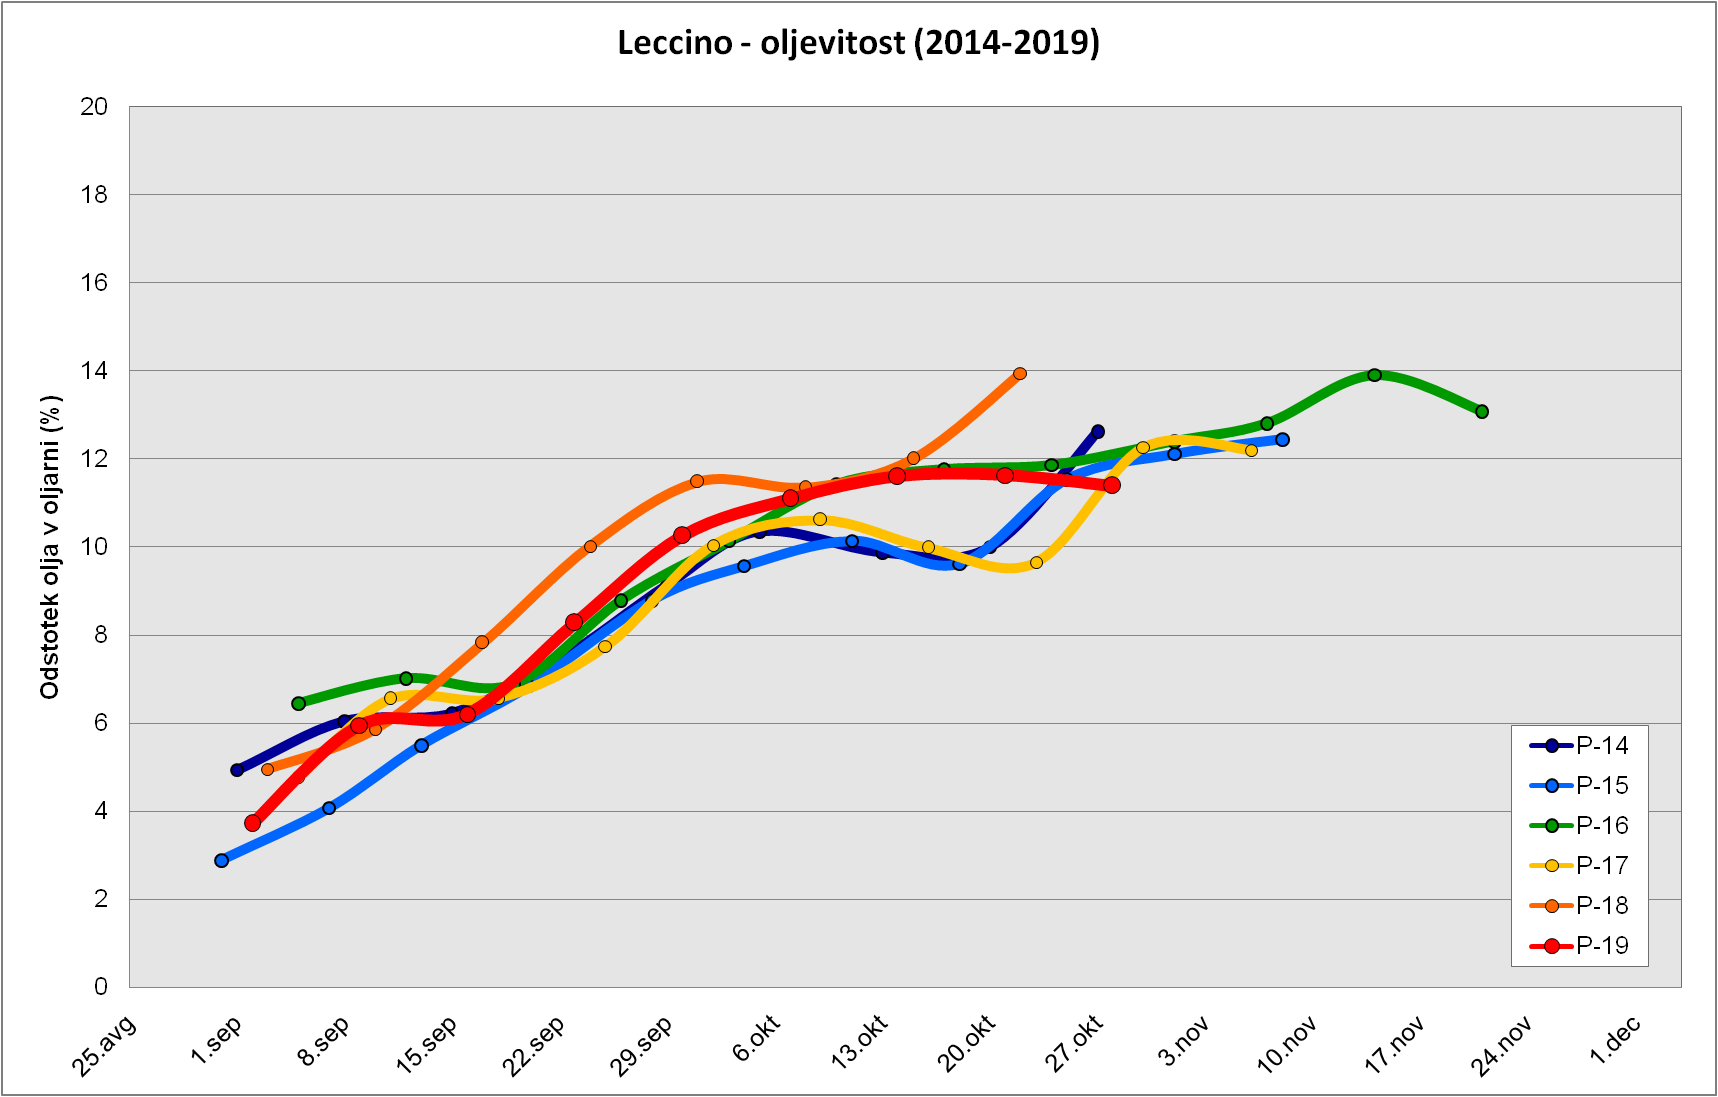 Leccino - oljevitost (2014-2019)
Odstotek olja v oljarni (%)
20
18
16
14
12
10
8
6
4
2
0
25.avg
1.sep
8.sep
15.sep
22.sep
29.sep
6.okt
13.okt
20.okt
27.okt
3.nov
10.nov
17.nov
24.nov
1.dec
P-14
P-15
P-16
P-17
P-18
P-19